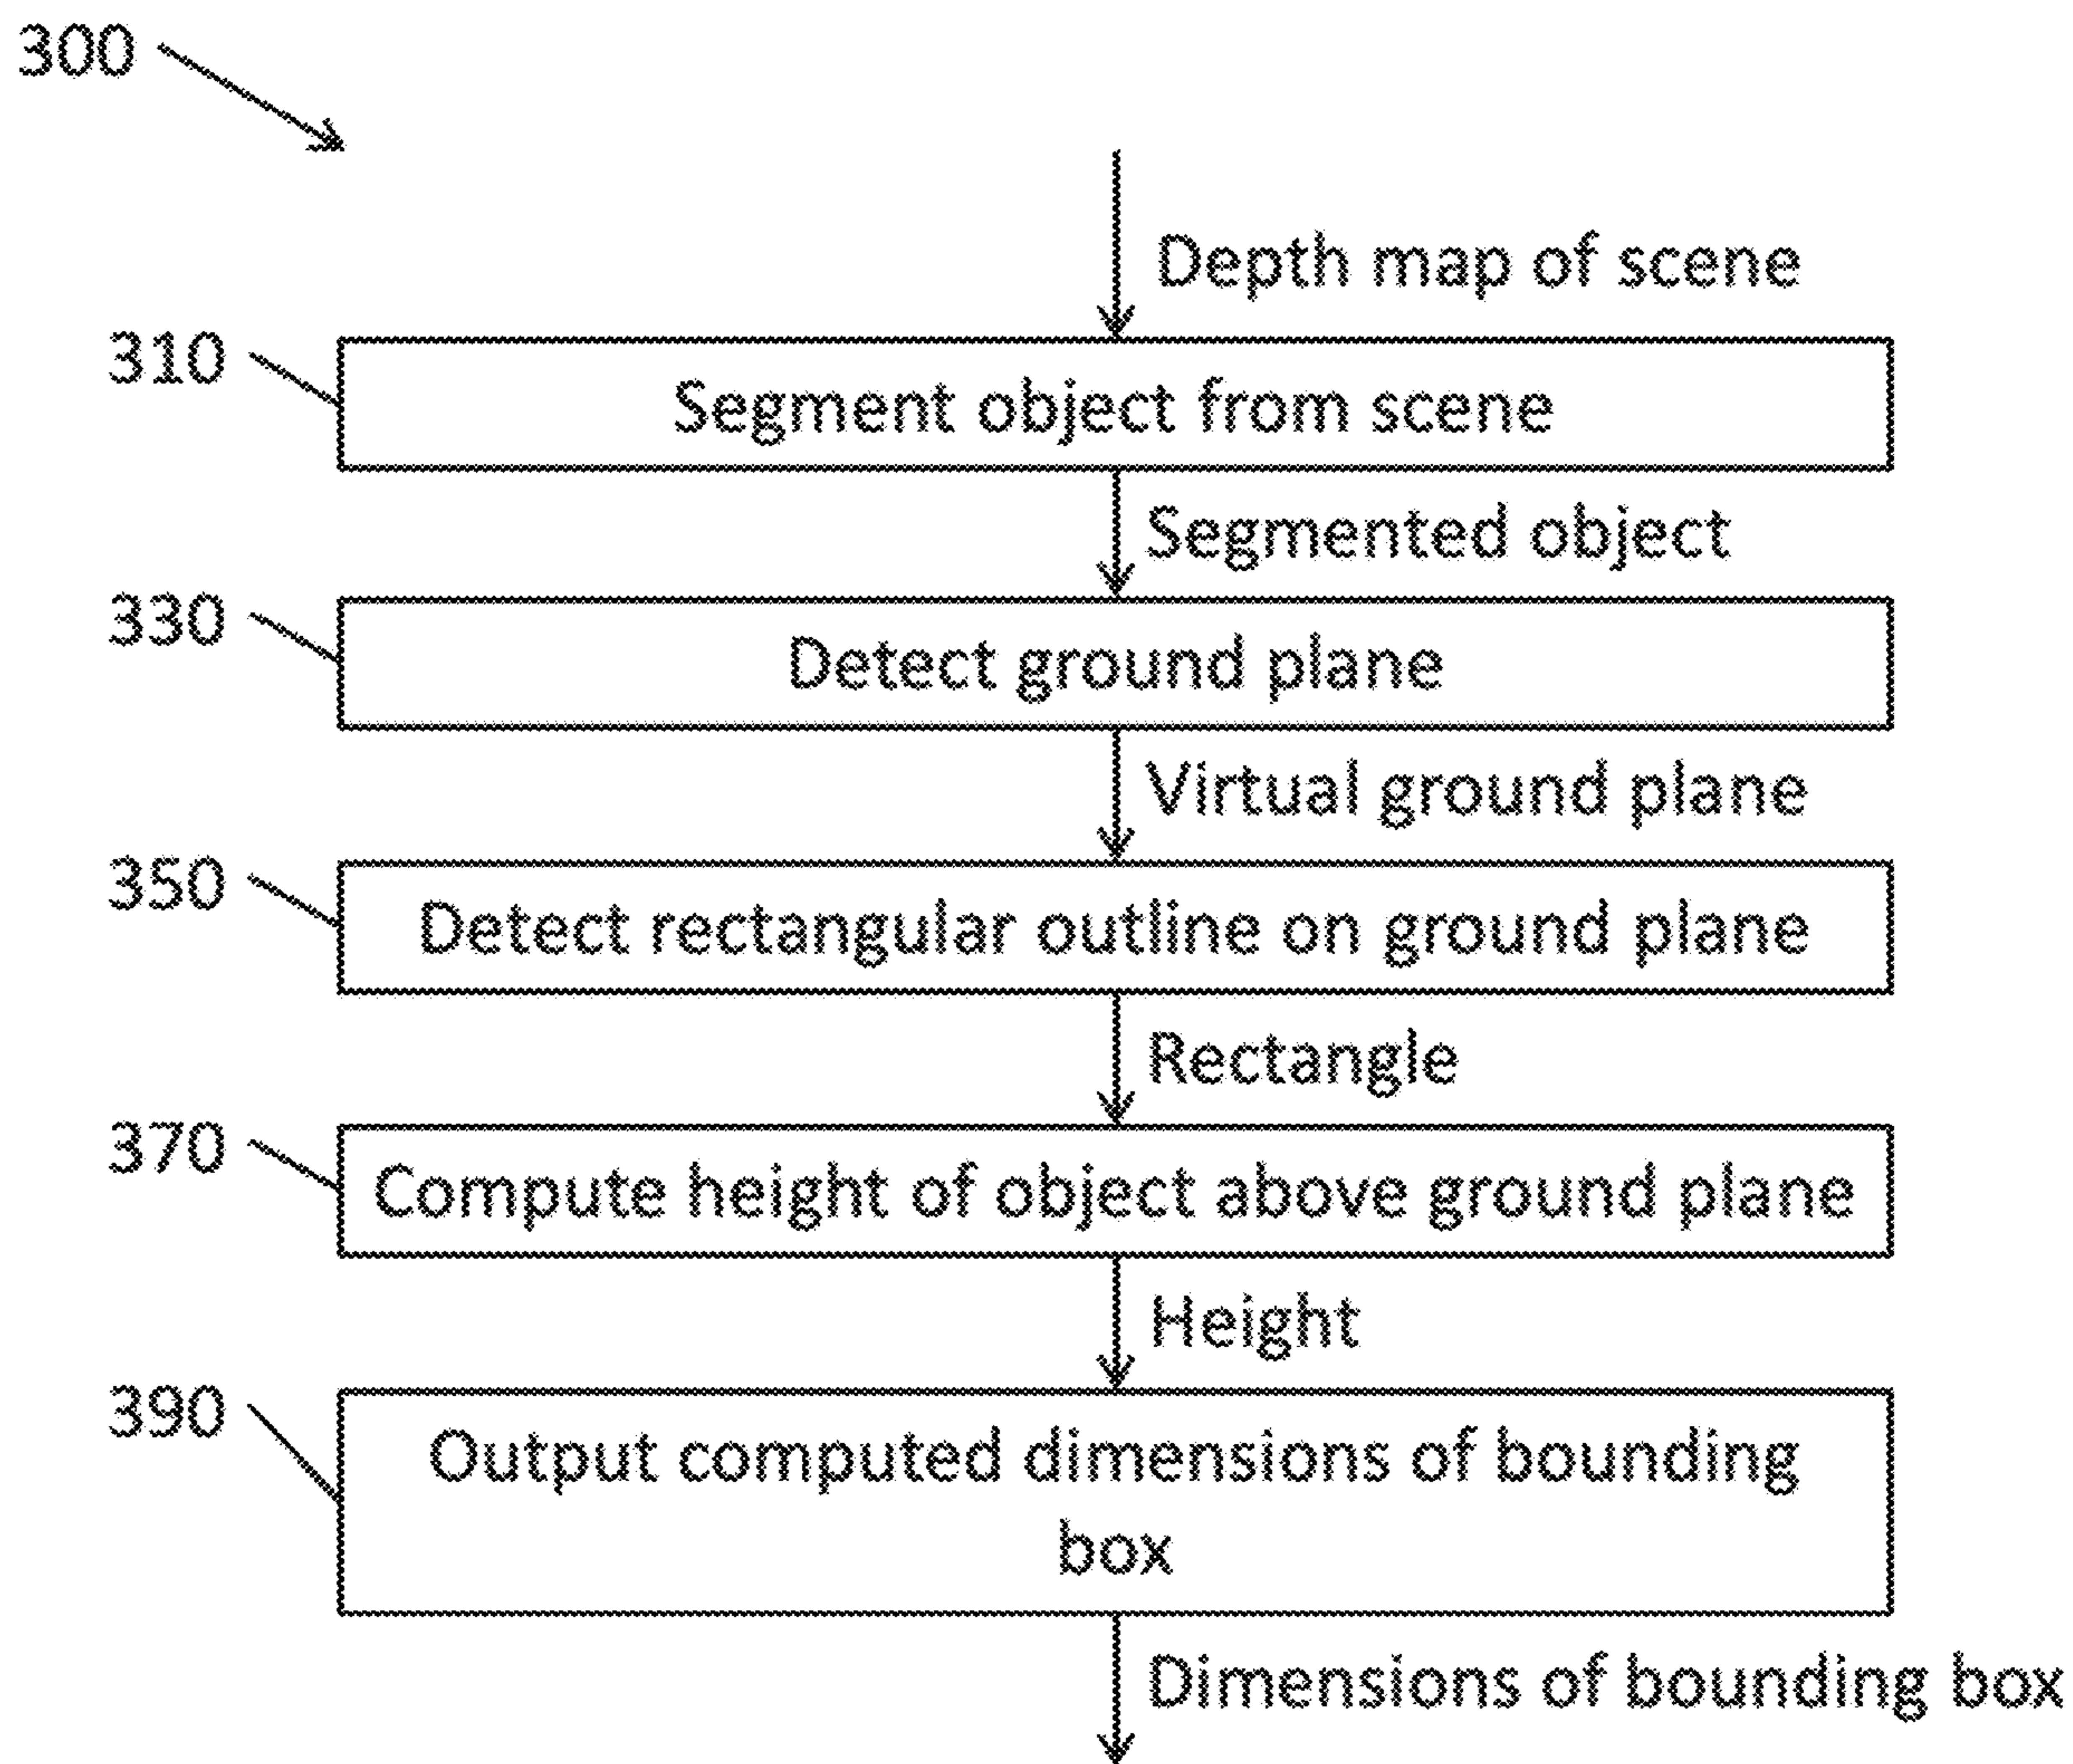 300
Depth map of scene
310
Segment object from scene
Segmented object
330
Detect ground plane
Virtual ground plane
350
Detect rectangular outline on ground plane
Rectangle
370
Compute height of object above ground plane
Height
390
Output computed dimensions of bounding
box
Dimensions of bounding box